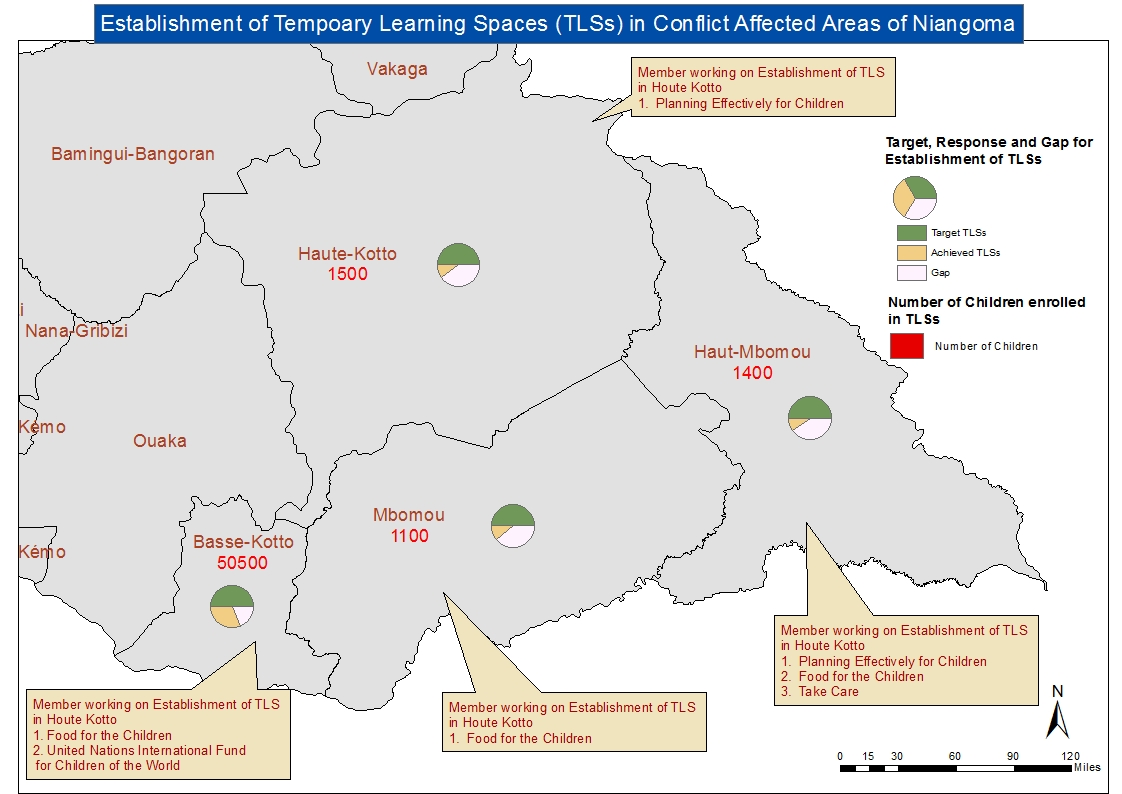 Establishment of Tempoary Learning Spaces (TLSs) in Conflict Affected Areas of Niangoma
Vakaga
Member working on Establishment of TLS
in Houte Kotto
1. Planning Effectively for Children
Bamingui-Bangoran
Target, Response and Gap for
Establishment of TLSs
Target TLSs
Achieved TLSs
Gap
Number of Children enrolled
in TLSs
Number of Children
Haute-Kotto
1500
i
Nana-Gribizi
Haut-Mbomou
1400
Kémo
Ouaka
Mbomou
1100
Kémo
Basse-Kotto
50500
Member working on Establishment of TLS
in Houte Kotto
1. Planning Effectively for Children
2. Food for the Children
3. Take Care
Member working on Establishment of TLS
in Houte Kotto
1. Food for the Children
2. United Nations International Fund
for Children of the World
Member working on Establishment of TLS
in Houte Kotto
1. Food for the Children
N
0 15 30 60 90 120
Miles